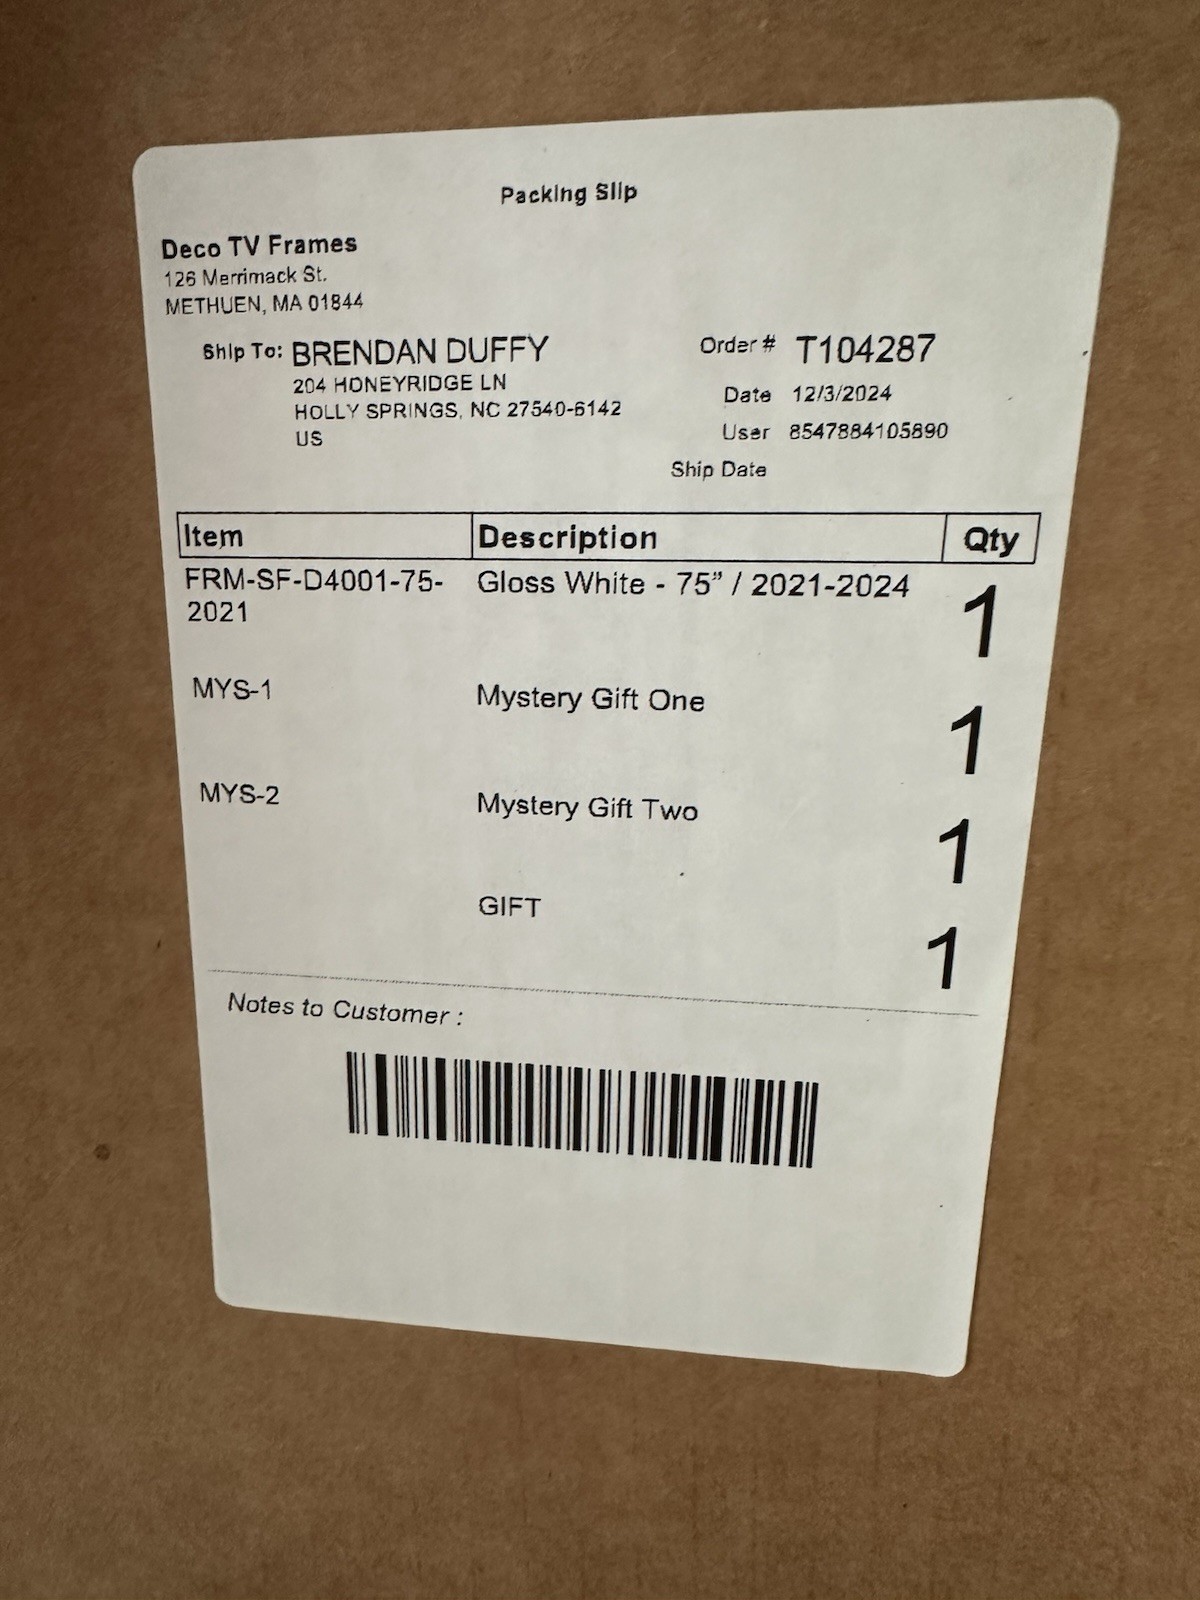 Packing Slip
Deco TV Frames
126 Merrimack St.
METHUEN, MA 01844
Ship To: BRENDAN DUFFY
204 HONEYRIDGE LN
HOLLY SPRINGS, NC 27540-6142
US
Order # T104287
Date 12/3/2024
User 8547884105890
Ship Date
Item Description Qty
FRM-SF-D4001-75- Gloss White - 75” / 2021-2024 1
2021
MYS-1 Mystery Gift One 1
MYS-2 Mystery Gift Two 1
GIFT 1
Notes to Customer :